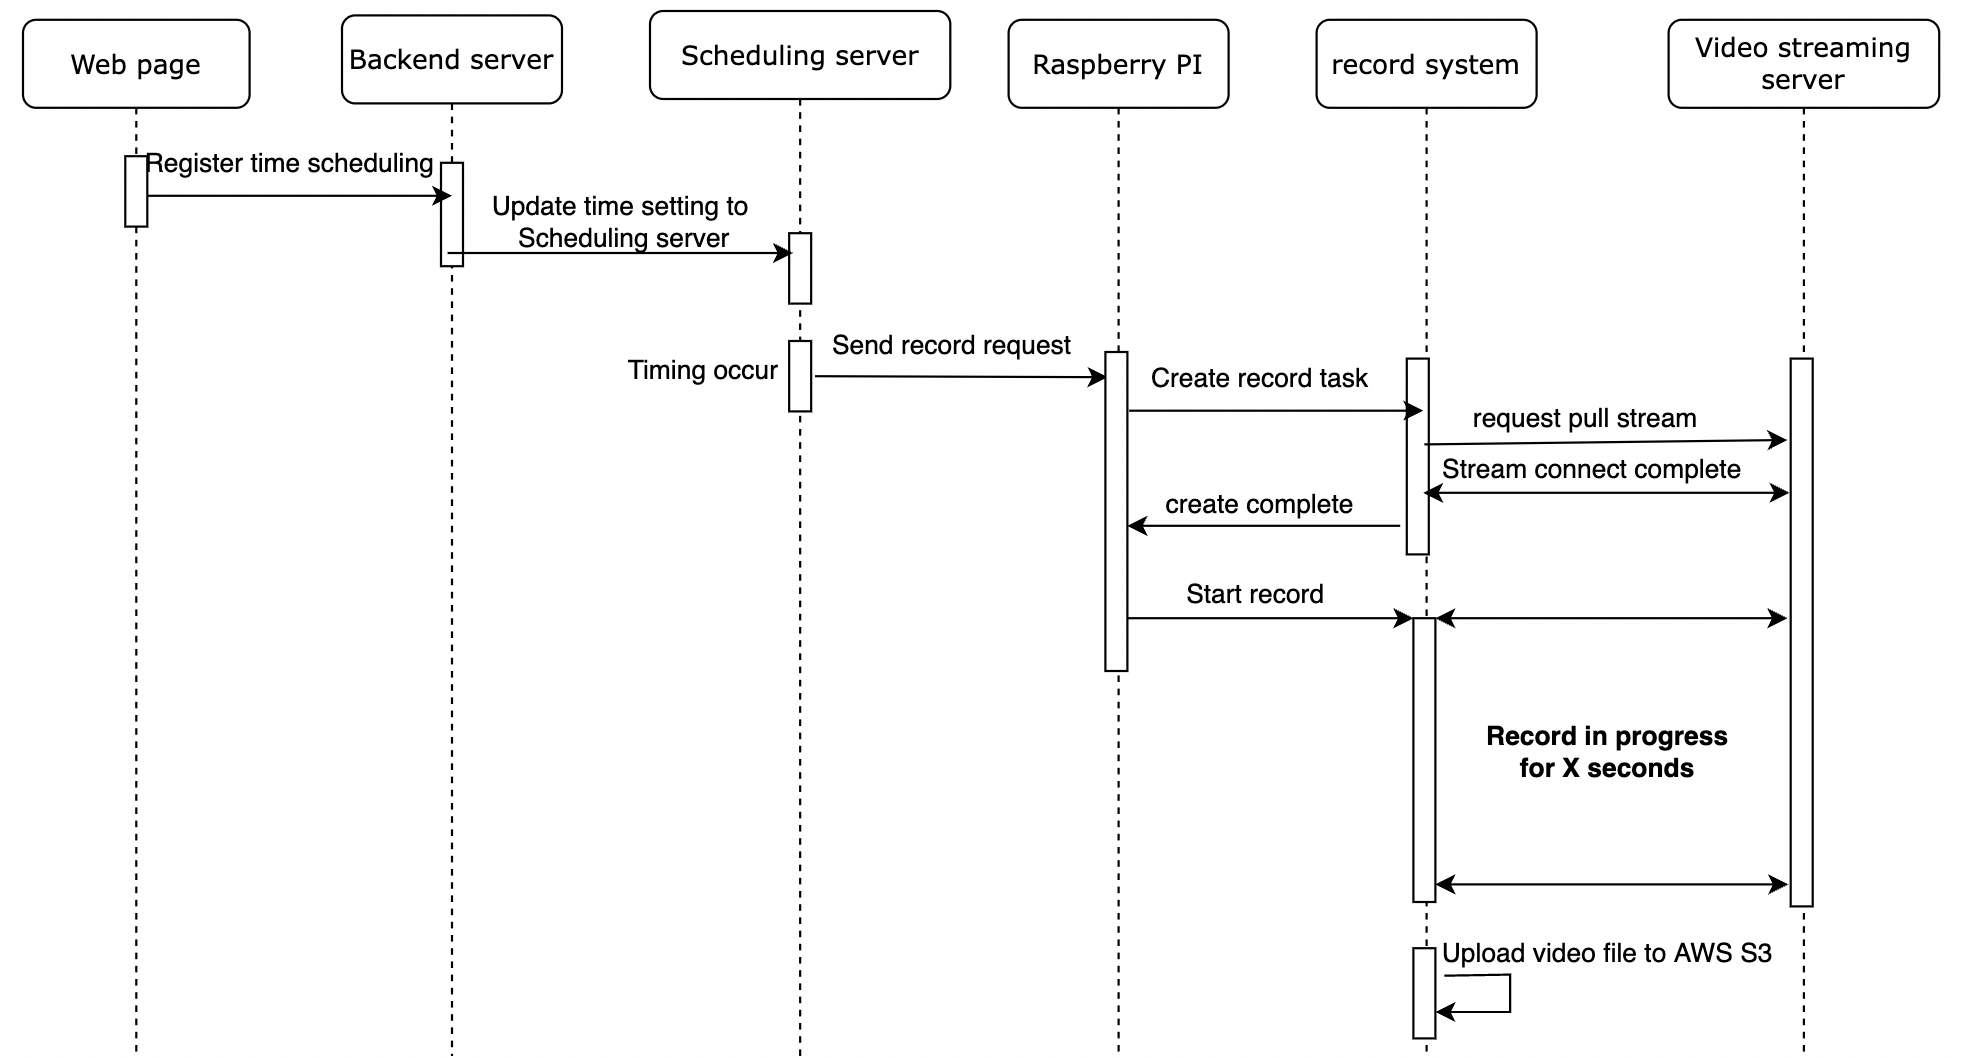 Web page
Backend server
Scheduling server
Raspberry PI
record system
Video streaming
server
Register time scheduling
Update time setting to
Scheduling server
Timing occur
Send record request
Create record task
request pull stream
Stream connect complete
create complete
Start record
Record in progress
for X seconds
Upload video file to AWS S3